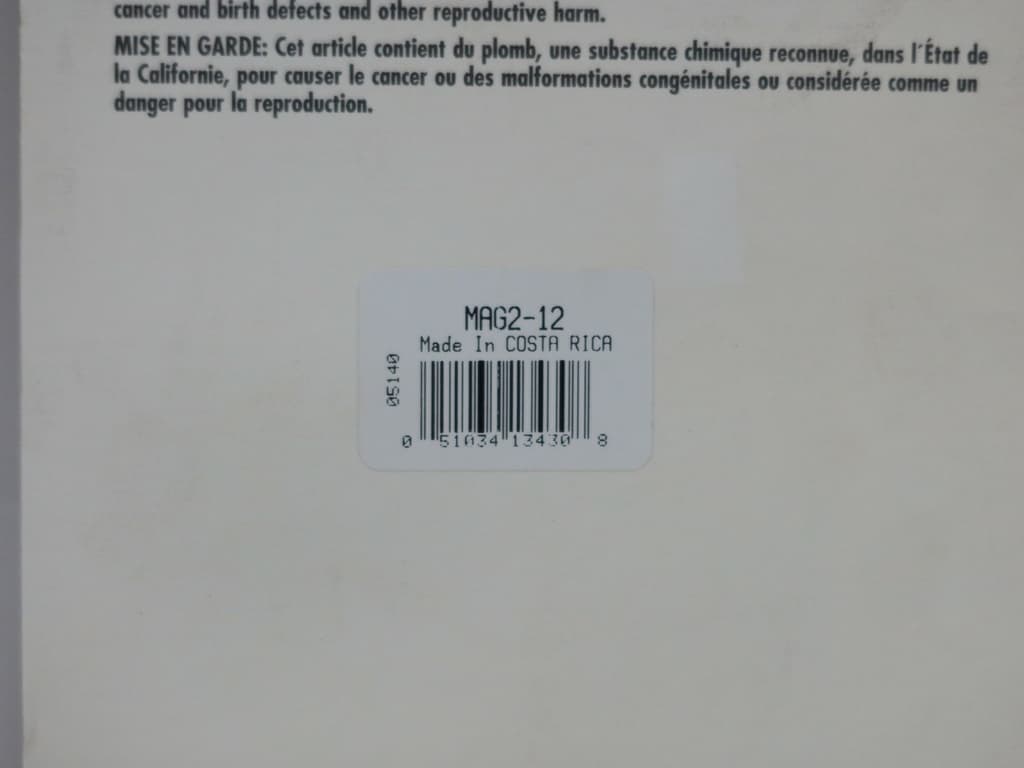 cancer and birth defects and other reproductive harm.
MISE EN GARDE: Cet article contient du plomb, une substance chimique reconnue, dans l'État de
la Californie, pour causer le cancer ou des malformations congénitales ou considérée comme un
danger pour la reproduction.
MAG2-12
Made In COSTA RICA
05140
0 51034 13430 8